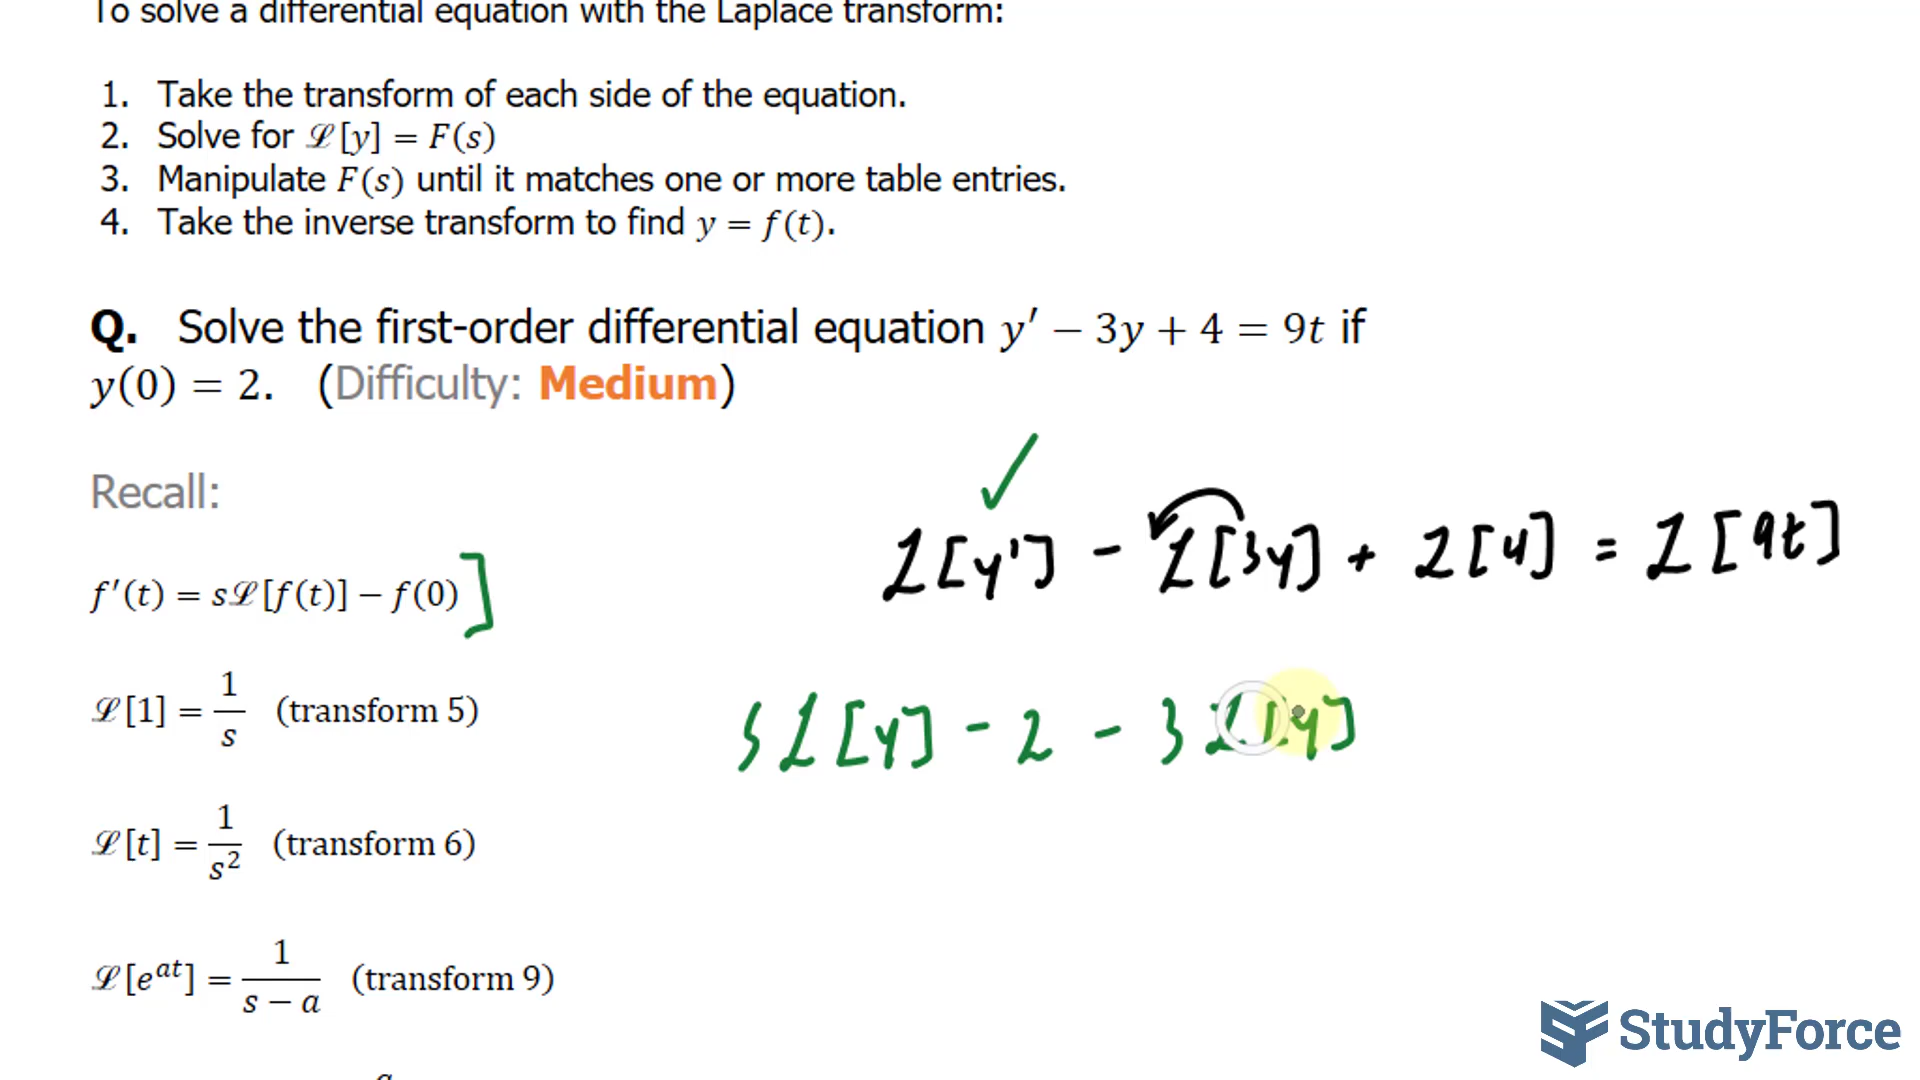 To solve a differential equation with the Laplace transform:
1. Take the transform of each side of the equation.
2. Solve for ℒ[y] = F(s)
3. Manipulate F(s) until it matches one or more table entries.
4. Take the inverse transform to find y = f(t).
Q. Solve the first-order differential equation y′ − 3y + 4 = 9t if
y(0) = 2. (Difficulty: Medium)
Recall:
ℒ[y'] - ℒ[3y] + ℒ[4] = ℒ[9t]
f′(t) = sℒ[f(t)] − f(0)
sℒ[y] - 2 - 3ℒ[y]
ℒ[1] = 1/s (transform 5)
ℒ[t] = 1/s² (transform 6)
ℒ[eᵃᵗ] = 1/(s − a) (transform 9)
StudyForce